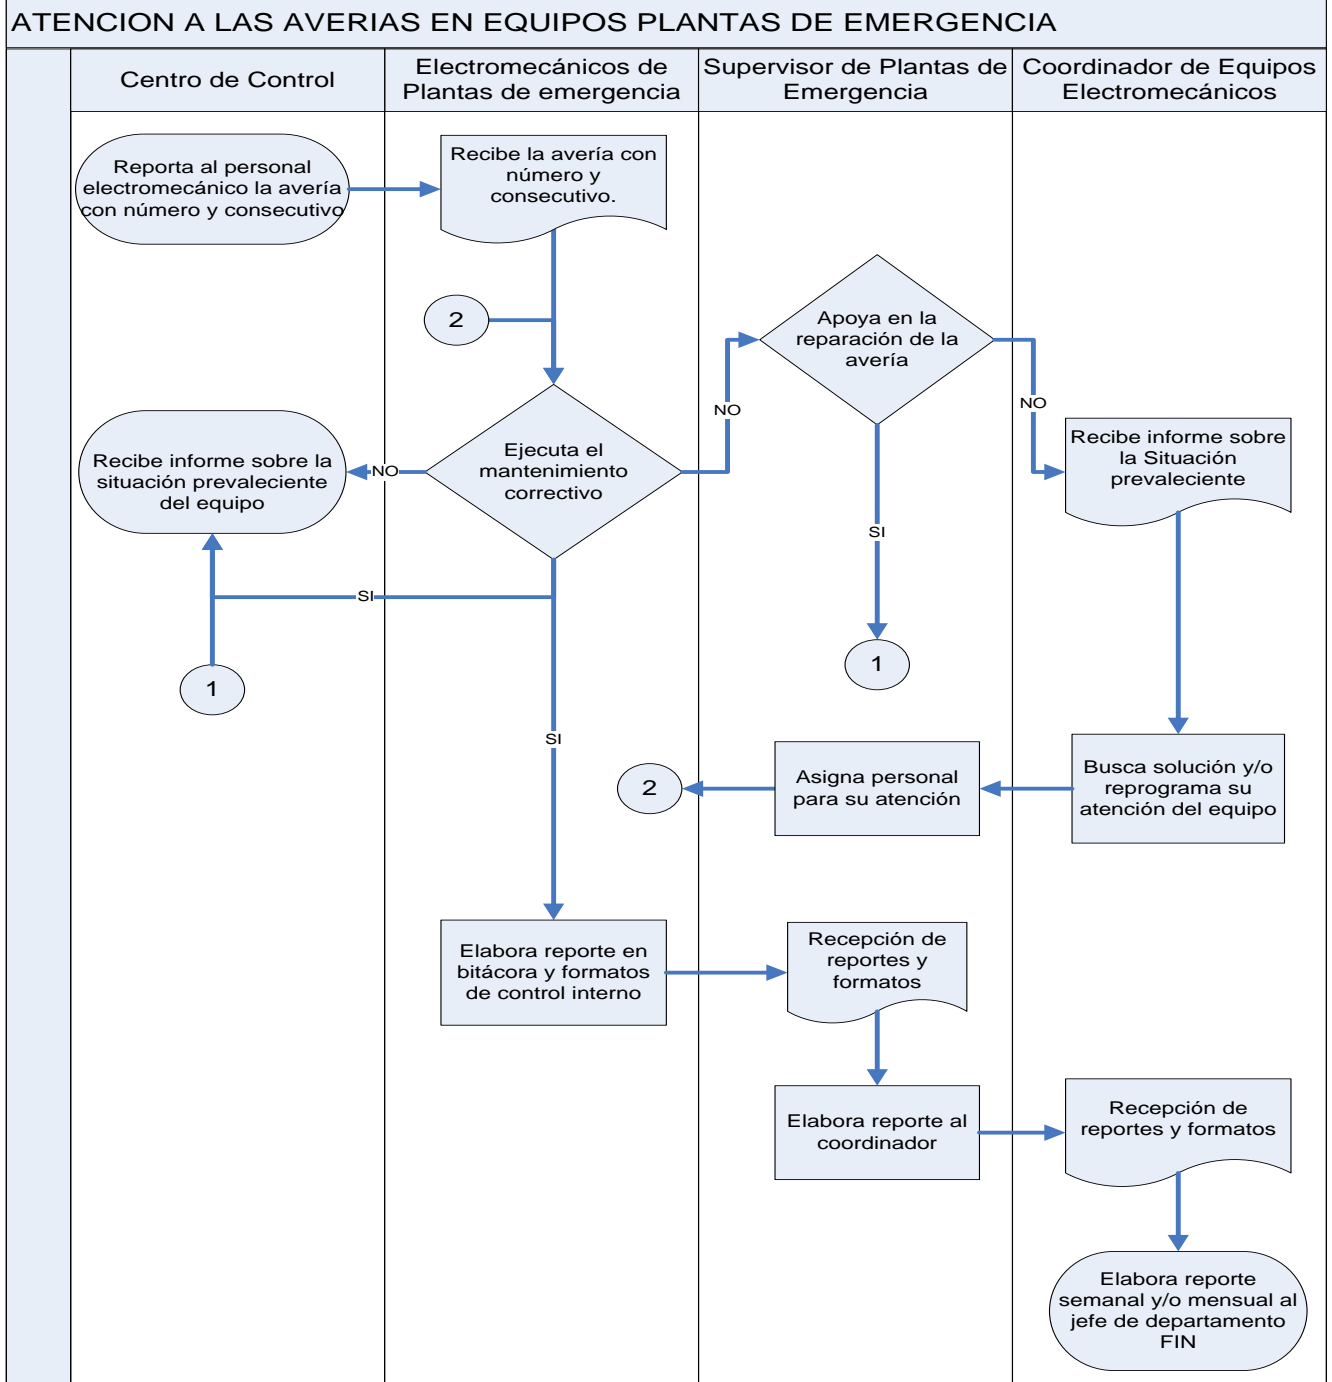 ATENCION A LAS AVERIAS EN EQUIPOS PLANTAS DE EMERGENCIA
Centro de Control
Electromecánicos de
Plantas de emergencia
Supervisor de Plantas de
Emergencia
Coordinador de Equipos
Electromecánicos
Reporta al personal
electromecánico la avería
con número y consecutivo
Recibe la avería con
número y
consecutivo.
2
Apoya en la
reparación de la
avería
NO
NO
Ejecuta el
mantenimiento
correctivo
NO
Recibe informe sobre la
situación prevaleciente
del equipo
Recibe informe sobre
la Situación
prevaleciente
SI
SI
1
1
SI
2
Asigna personal
para su atención
Busca solución y/o
reprograma su
atención del equipo
Elabora reporte en
bitácora y formatos
de control interno
Recepción de
reportes y
formatos
Elabora reporte al
coordinador
Recepción de
reportes y formatos
Elabora reporte
semanal y/o mensual al
jefe de departamento
FIN